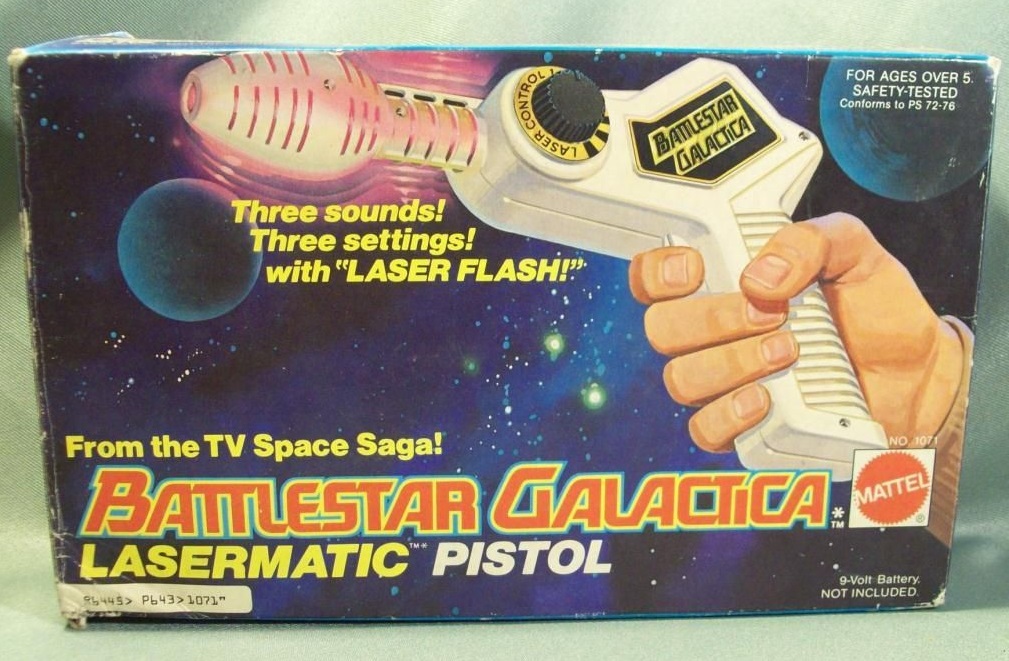 FOR AGES OVER 5.
SAFETY-TESTED
Conforms to PS 72-76
LASER CONTROL
BATTLESTAR
GALACTICA
Three sounds!
Three settings!
with "LASER FLASH!"
From the TV Space Saga!
NO. 1071
BATTLESTAR GALACTICA*™
MATTEL®
LASERMATIC™* PISTOL
9-Volt Battery
NOT INCLUDED.
P643>1071"